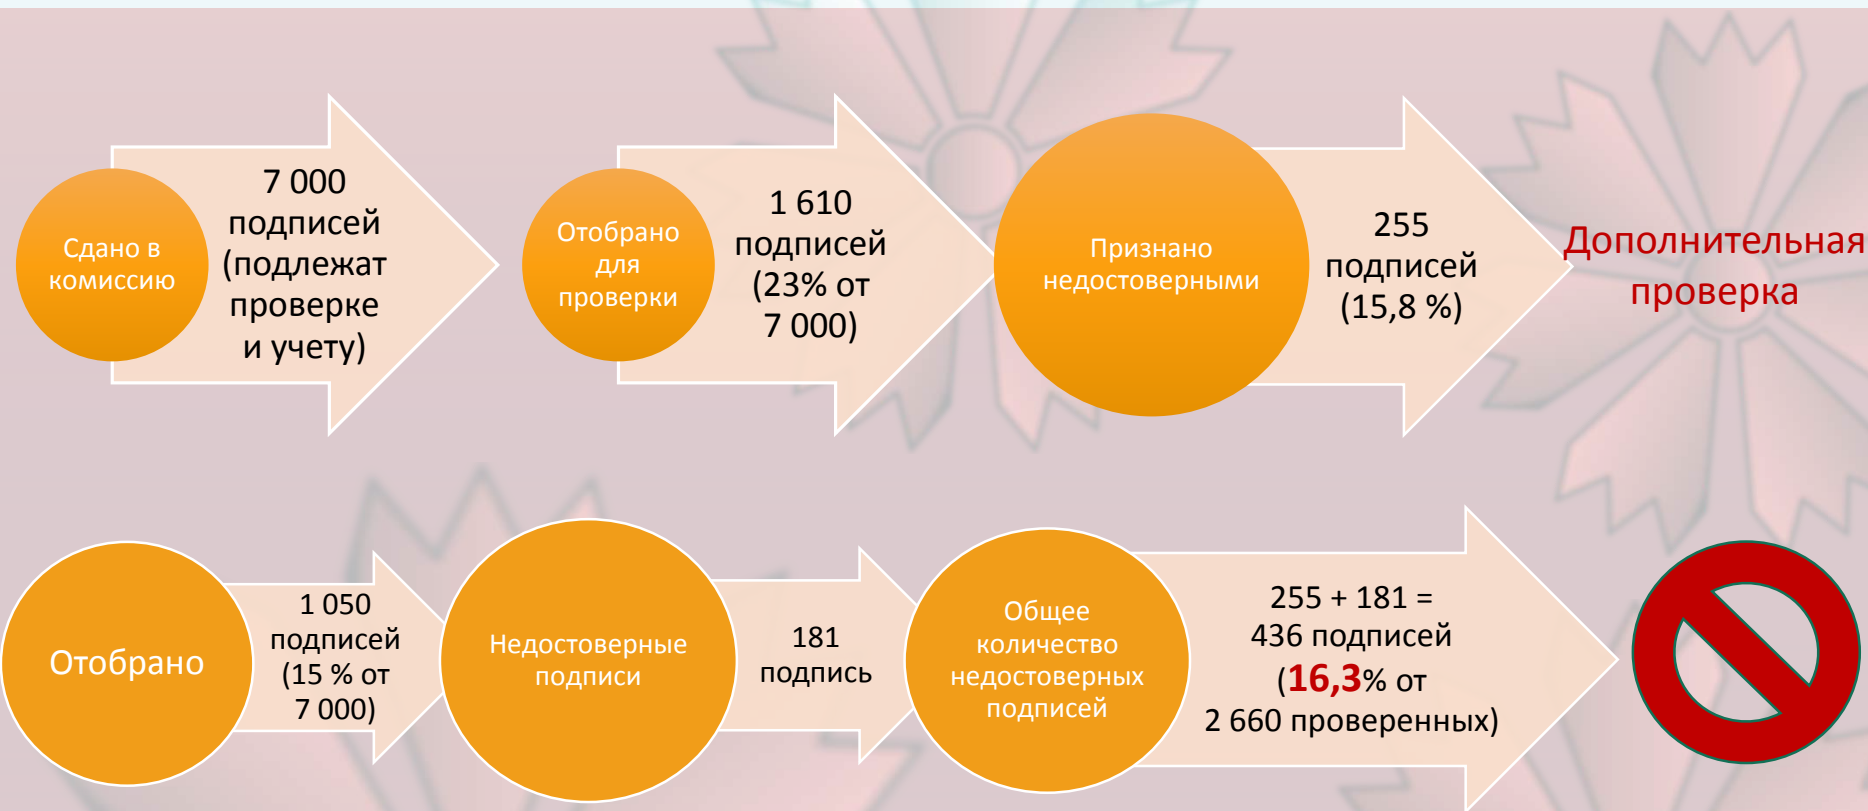 Сдано в
комиссию
7 000
подписей
(подлежат
проверке
и учету)
Отобрано
для
проверки
1 610
подписей
(23% от
7 000)
Признано
недостоверными
255
подписей
(15,8 %)
Дополнительная
проверка
Отобрано
1 050
подписей
(15 % от
7 000)
Недостоверные
подписи
181
подпись
Общее
количество
недостоверных
подписей
255 + 181 =
436 подписей
(16,3% от
2 660 проверенных)